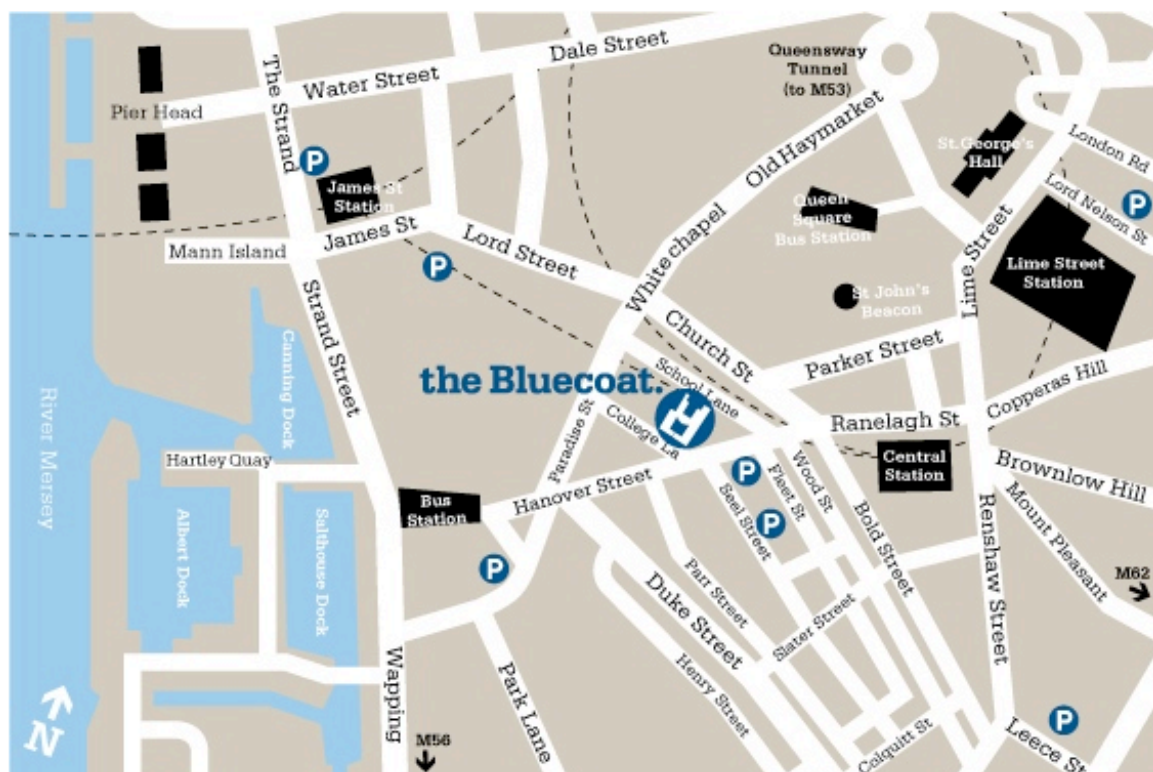 Dale Street
Queensway
Tunnel
(to M53)
Water Street
The Strand
Pier Head
P
James St
Station
Old Haymarket
St. George's
Hall
London Rd
Lord Nelson St
P
Queen
Square
Bus Station
Mann Island
James St
Lord Street
P
Whitechapel
Lime Street
Lime Street
Station
St John's
Beacon
Strand Street
Canning Dock
Church St
Parker Street
the Bluecoat.
School Lane
Copperas Hill
River Mersey
College La
Paradise St
Ranelagh St
Hartley Quay
Hanover Street
Central
Station
Brownlow Hill
Bus
Station
P
Wood St
Fleet St
Seel Street
P
Bold Street
Mount Pleasant
Renshaw Street
Albert Dock
Salthouse Dock
P
Parr Street
Duke Street
Slater Street
M62
Henry Street
Wapping
Park Lane
N
M56
Colquitt St
P
Leece St